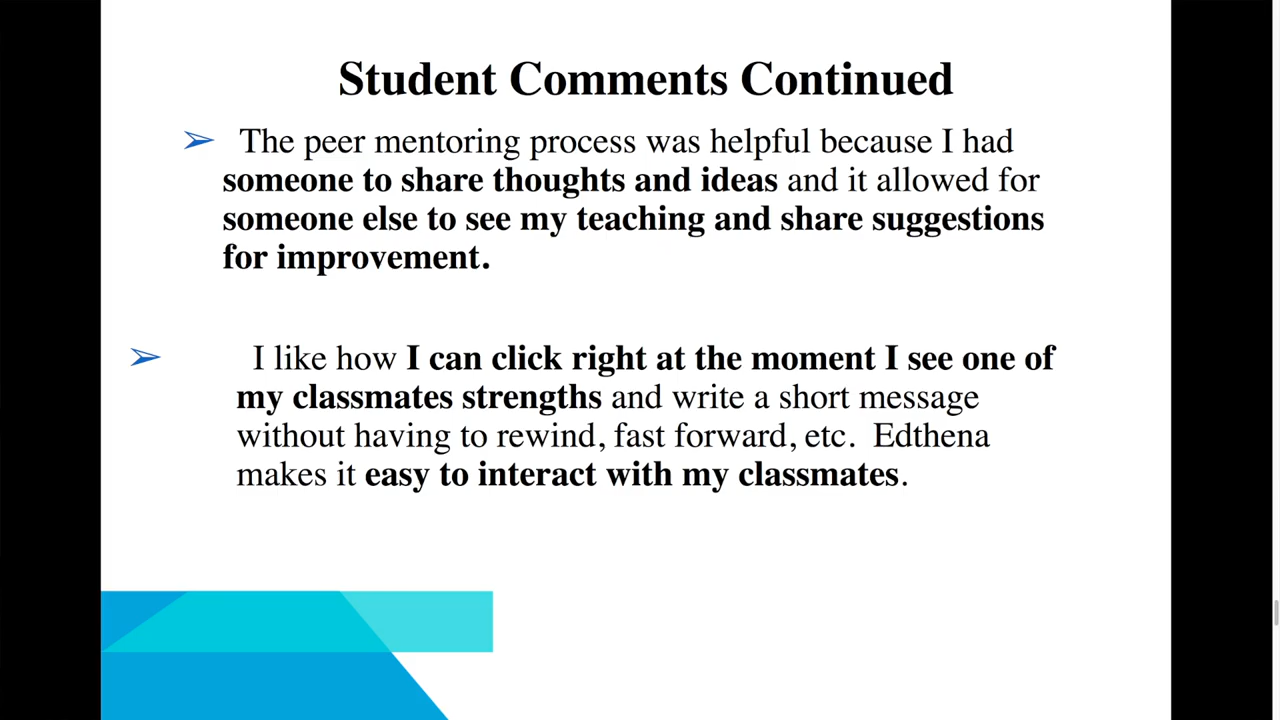 Student Comments Continued
➢ The peer mentoring process was helpful because I had
someone to share thoughts and ideas and it allowed for
someone else to see my teaching and share suggestions
for improvement.
➢ I like how I can click right at the moment I see one of
my classmates strengths and write a short message
without having to rewind, fast forward, etc.  Edthena
makes it easy to interact with my classmates.